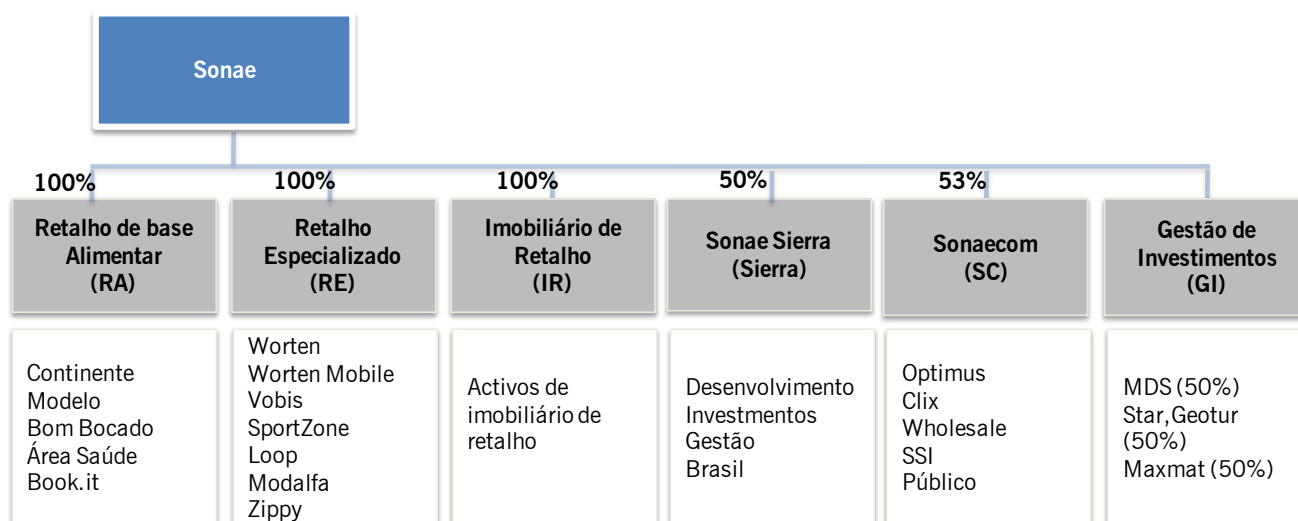 Sonae
100%
Retalho de base
Alimentar
(RA)
100%
Retalho
Especializado
(RE)
100%
Imobiliário de
Retalho
(IR)
50%
Sonae Sierra
(Sierra)
53%
Sonaecom
(SC)
Gestão de
Investimentos
(GI)
Continente
Modelo
Bom Bocado
Área Saúde
Book.it
Worten
Worten Mobile
Vobis
SportZone
Loop
Modalfa
Zippy
Activos de
imobiliário de
retalho
Desenvolvimento
Investmentos
Gestão
Brasil
Optimus
Clix
Wholesale
SSI
Público
MDS (50%)
Star,Geotur
(50%)
Maxmat (50%)